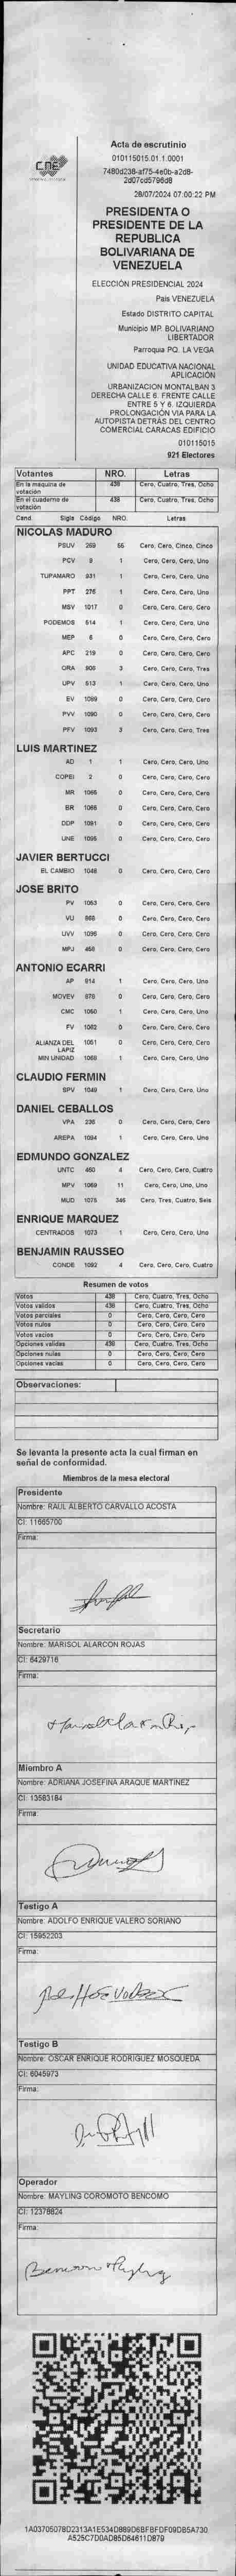 CNE
Acta de escrutinio
010115015.01.1.0001
7480d238-af75-4e0b-a2d8-
2d07cd5796d8
28/07/2024 07:00:22 PM
PRESIDENTA O
PRESIDENTE DE LA
REPUBLICA
BOLIVARIANA DE
VENEZUELA
ELECCIÓN PRESIDENCIAL 2024
País VENEZUELA
Estado DISTRITO CAPITAL
Municipio MP. BOLIVARIANO
LIBERTADOR
Parroquia PQ. LA VEGA
UNIDAD EDUCATIVA NACIONAL
APLICACIÓN
URBANIZACION MONTALBAN 3
DERECHA CALLE 6. FRENTE CALLE
ENTRE 5 Y 6. IZQUIERDA
PROLONGACIÓN VIA PARA LA
AUTOPISTA DETRÁS DEL CENTRO
COMERCIAL CARACAS EDIFICIO
010115015
921 Electores
Votantes NRO. Letras
En la maquina de votación 438 Cero, Cuatro, Tres, Ocho
En el cuaderno de votación 438 Cero, Cuatro, Tres, Ocho
Cand. Sigla Código NRO. Letras
NICOLAS MADURO
PSUV 269 55 Cero, Cero, Cinco, Cinco
PCV 9 1 Cero, Cero, Cero, Uno
TUPAMARO 931 1 Cero, Cero, Cero, Uno
PPT 276 1 Cero, Cero, Cero, Uno
MSV 1017 0 Cero, Cero, Cero, Cero
PODEMOS 514 1 Cero, Cero, Cero, Uno
MEP 6 0 Cero, Cero, Cero, Cero
APC 219 0 Cero, Cero, Cero, Cero
ORA 900 3 Cero, Cero, Cero, Tres
UPV 613 1 Cero, Cero, Cero, Uno
EV 1089 0 Cero, Cero, Cero, Cero
PVV 1090 0 Cero, Cero, Cero, Cero
PFV 1093 3 Cero, Cero, Cero, Tres
LUIS MARTINEZ
AD 1 1 Cero, Cero, Cero, Uno
COPEI 2 0 Cero, Cero, Cero, Cero
MR 1066 0 Cero, Cero, Cero, Cero
BR 0 Cero, Cero, Cero, Cero
DDP 1091 0 Cero, Cero, Cero, Cero
UNE 1095 0 Cero, Cero, Cero, Cero
JAVIER BERTUCCI
EL CAMBIO 1048 0 Cero, Cero, Cero, Cero
JOSE BRITO
PV 1053 0 Cero, Cero, Cero, Cero
VU 868 0 Cero, Cero, Cero, Cero
UVV 1096 0 Cero, Cero, Cero, Cero
MPJ 458 0 Cero, Cero, Cero, Cero
ANTONIO ECARRI
AP 914 1 Cero, Cero, Cero, Uno
MOVEV 970 0 Cero, Cero, Cero, Cero
CMC 1050 1 Cero, Cero, Cero, Uno
FV 1062 0 Cero, Cero, Cero, Cero
ALIANZA DEL LAPIZ 1051 0 Cero, Cero, Cero, Cero
MIN UNIDAD 1058 1 Cero, Cero, Cero, Uno
CLAUDIO FERMIN
SPV 1049 1 Cero, Cero, Cero, Uno
DANIEL CEBALLOS
VPA 236 0 Cero, Cero, Cero, Cero
AREPA 1094 1 Cero, Cero, Cero, Uno
EDMUNDO GONZALEZ
UNTC 460 4 Cero, Cero, Cero, Cuatro
MPV 1069 11 Cero, Cero, Uno, Uno
MUD 1075 346 Cero, Tres, Cuatro, Seis
ENRIQUE MARQUEZ
CENTRADOS 1073 1 Cero, Cero, Cero, Uno
BENJAMIN RAUSSEO
CONDE 1092 4 Cero, Cero, Cero, Cuatro
Resumen de votos
Votos 438 Cero, Cuatro, Tres, Ocho
Votos validos 438 Cero, Cuatro, Tres, Ocho
Votos parciales 0 Cero, Cero, Cero, Cero
Votos nulos 0 Cero, Cero, Cero, Cero
Votos vacios 0 Cero, Cero, Cero, Cero
Opciones validas 438 Cero, Cuatro, Tres, Ocho
Opciones nulas 0 Cero, Cero, Cero, Cero
Opciones vacias 0 Cero, Cero, Cero, Cero
Observaciones:
Se levanta la presente acta la cual firman en
señal de conformidad.
Miembros de la mesa electoral
Presidente
Nombre: RAUL ALBERTO CARVALLO ACOSTA
CI: 11665700
Firma:
Secretario
Nombre: MARISOL ALARCON ROJAS
CI: 6429716
Firma:
Miembro A
Nombre: ADRIANA JOSEFINA ARAQUE MARTINEZ
CI: 13583184
Firma:
Testigo A
Nombre: ADOLFO ENRIQUE VALERO SORIANO
CI: 15952203
Firma:
Testigo B
Nombre: OSCAR ENRIQUE RODRIGUEZ MOSQUEDA
CI: 6045973
Firma:
Operador
Nombre: MAYLING COROMOTO BENCOMO
CI: 12378624
Firma:
1A03705078D2313A1E534D889D6BFBFDF09DB5A730
A525C7D0AD85D64611D879